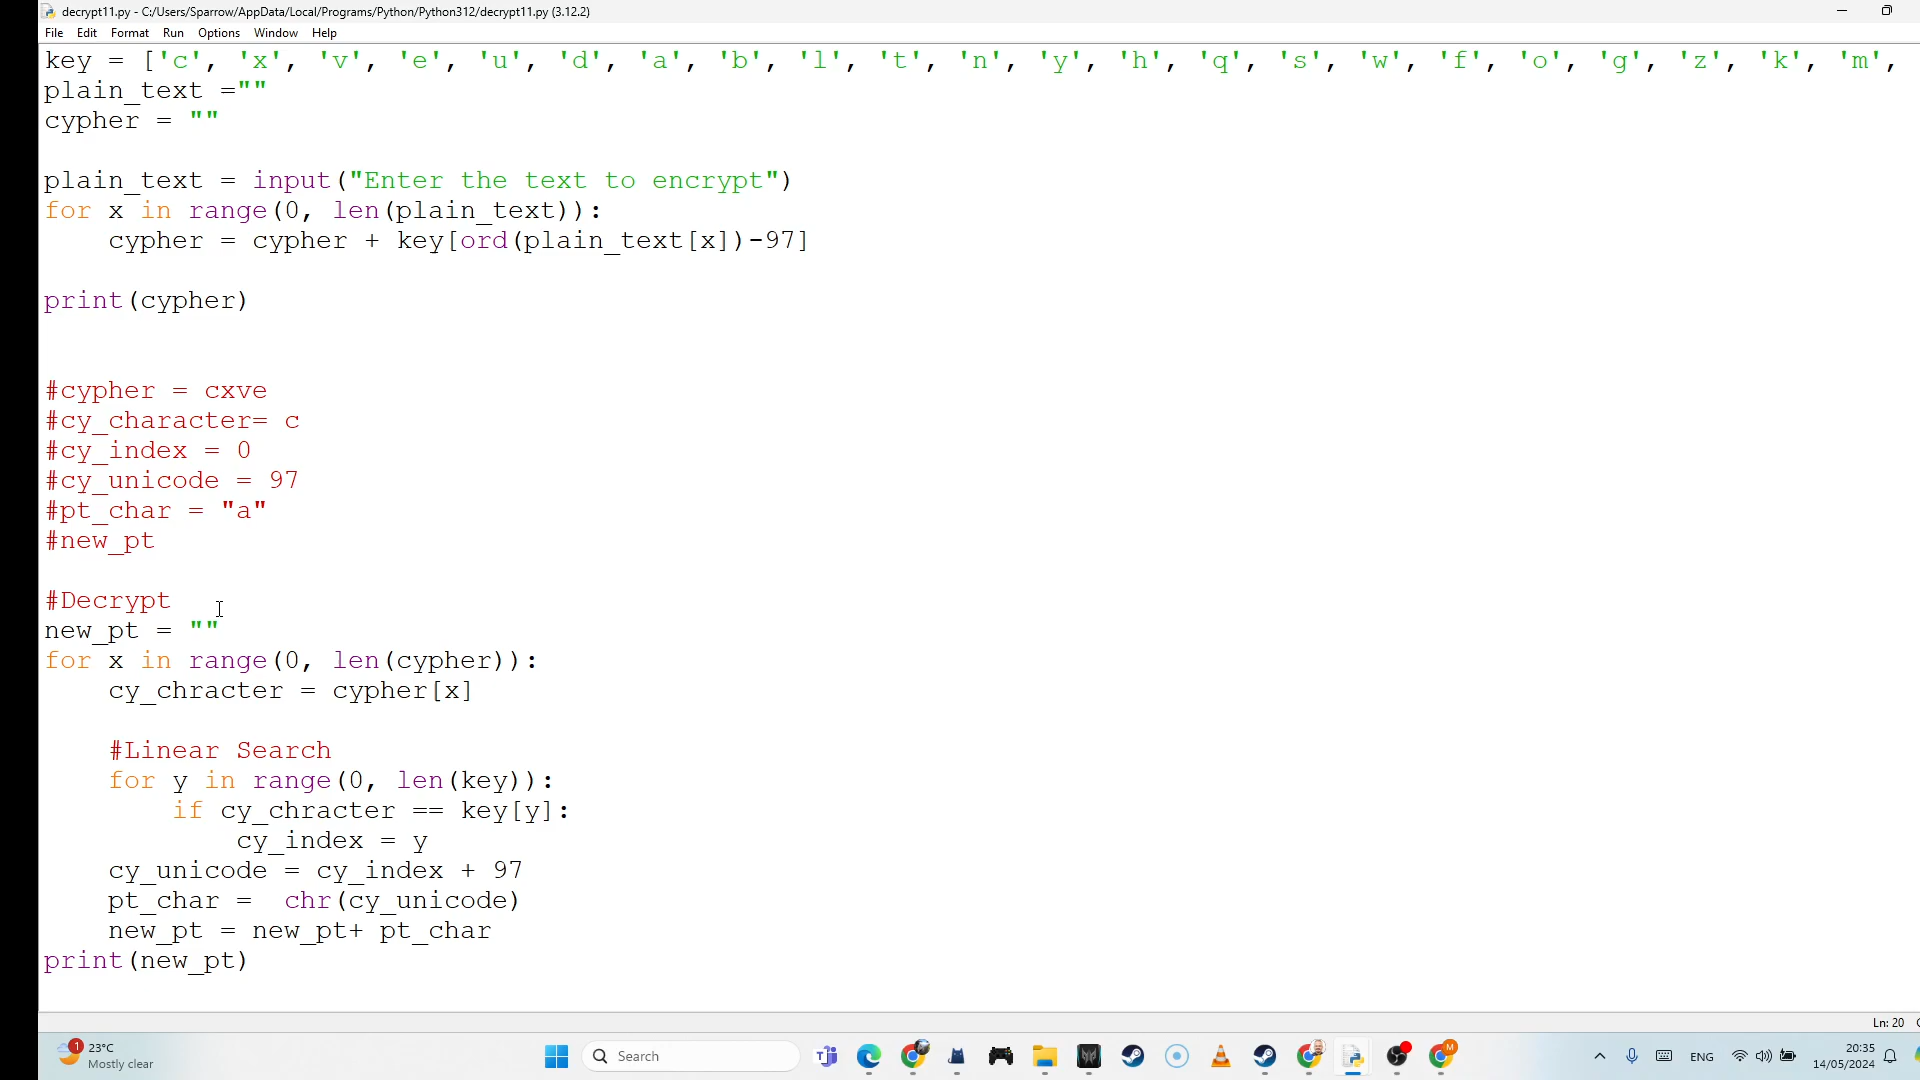 decrypt11.py - C:/Users/Sparrow/AppData/Local/Programs/Python/Python312/decrypt11.py (3.12.2)
File Edit Format Run Options Window Help
key = ['c', 'x', 'v', 'e', 'u', 'd', 'a', 'b', 'l', 't', 'n', 'y', 'h', 'q', 's', 'w', 'f', 'o', 'g', 'z', 'k', 'm',
plain_text =""
cypher = ""
plain_text = input("Enter the text to encrypt")
for x in range(0, len(plain_text)):
    cypher = cypher + key[ord(plain_text[x])-97]
print(cypher)
#cypher = cxve
#cy_character= c
#cy_index = 0
#cy_unicode = 97
#pt_char = "a"
#new_pt
#Decrypt
new_pt = ""
for x in range(0, len(cypher)):
    cy_chracter = cypher[x]
    #Linear Search
    for y in range(0, len(key)):
        if cy_chracter == key[y]:
            cy_index = y
    cy_unicode = cy_index + 97
    pt_char =  chr(cy_unicode)
    new_pt = new_pt+ pt_char
print(new_pt)
Ln: 20
1
23°C
Mostly clear
Search
M
ENG
20:35
14/05/2024